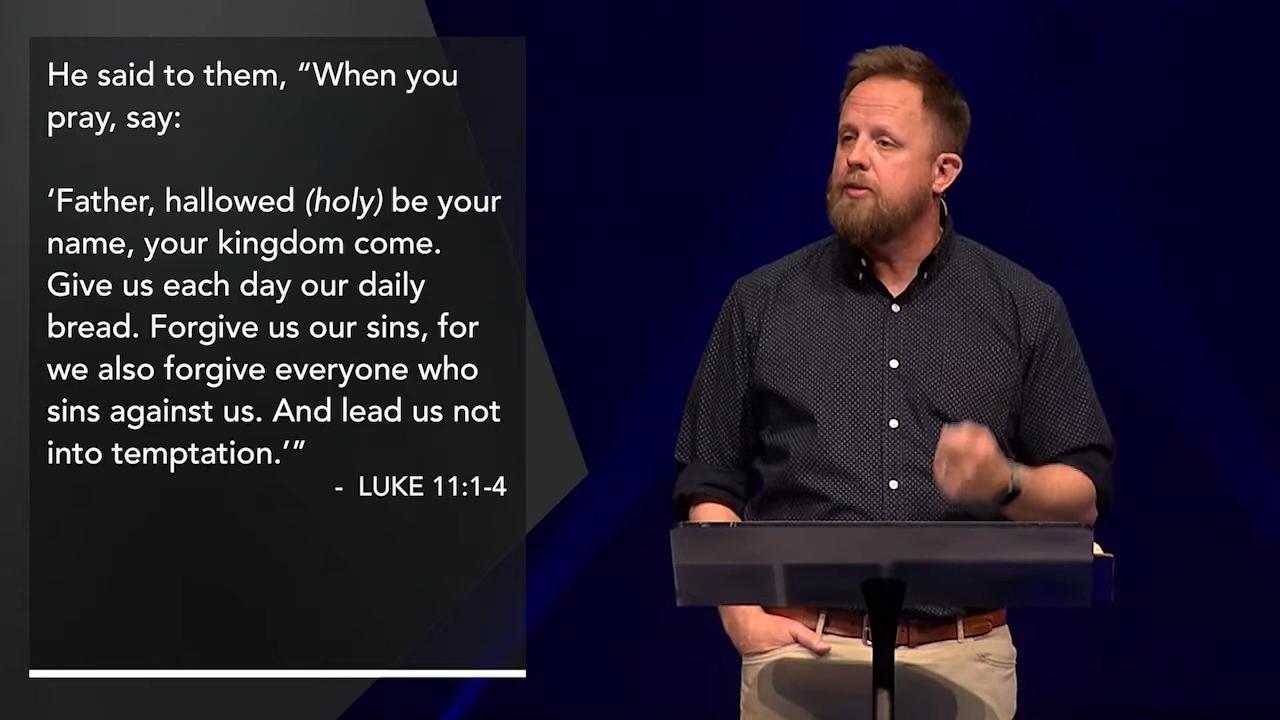 He said to them, “When you
pray, say:
‘Father, hallowed (holy) be your
name, your kingdom come.
Give us each day our daily
bread. Forgive us our sins, for
we also forgive everyone who
sins against us. And lead us not
into temptation.’”
- LUKE 11:1-4